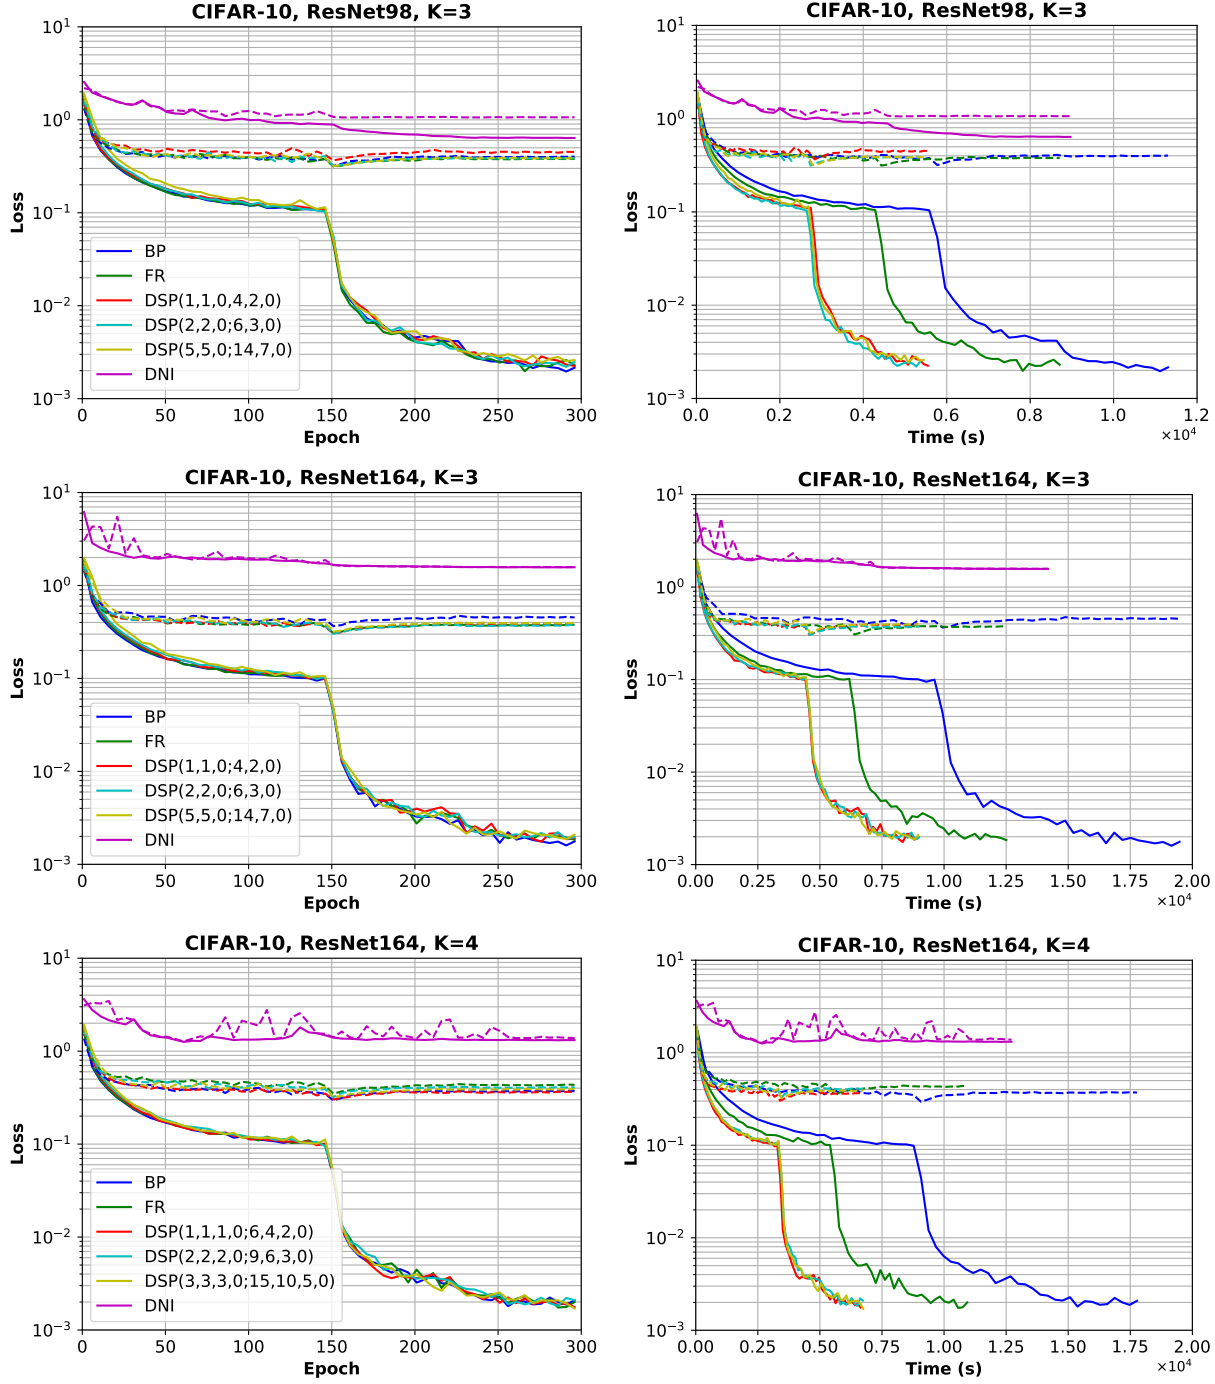 CIFAR-10, ResNet98, K=3
10^1
10^0
10^−1
10^−2
10^−3
Loss
BP
FR
DSP(1,1,0,4,2,0)
DSP(2,2,0;6,3,0)
DSP(5,5,0;14,7,0)
DNI
0 50 100 150 200 250 300
Epoch
CIFAR-10, ResNet98, K=3
10^1
10^0
10^−1
10^−2
10^−3
Loss
0.0 0.2 0.4 0.6 0.8 1.0 1.2
Time (s)
×10^4
CIFAR-10, ResNet164, K=3
10^1
10^0
10^−1
10^−2
10^−3
Loss
BP
FR
DSP(1,1,0;4,2,0)
DSP(2,2,0;6,3,0)
DSP(5,5,0;14,7,0)
DNI
0 50 100 150 200 250 300
Epoch
CIFAR-10, ResNet164, K=3
10^1
10^0
10^−1
10^−2
10^−3
Loss
0.00 0.25 0.50 0.75 1.00 1.25 1.50 1.75 2.00
Time (s)
×10^4
CIFAR-10, ResNet164, K=4
10^1
10^0
10^−1
10^−2
10^−3
Loss
BP
FR
DSP(1,1,1,0;6,4,2,0)
DSP(2,2,2,0;9,6,3,0)
DSP(3,3,3,0;15,10,5,0)
DNI
0 50 100 150 200 250 300
Epoch
CIFAR-10, ResNet164, K=4
10^1
10^0
10^−1
10^−2
10^−3
Loss
0.00 0.25 0.50 0.75 1.00 1.25 1.50 1.75 2.00
Time (s)
×10^4